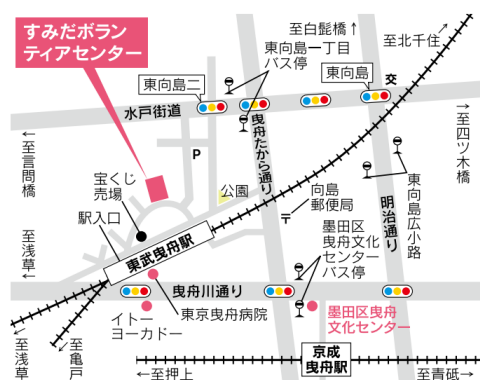 すみだボラン
ティアセンター
至白髭橋↑
至北千住
東向島一丁目
バス停
東向島二
東向島
交
水戸街道
曳舟たから通り
←至言問橋
→至四ツ木橋
P
宝くじ
売場
公園
向島
郵便局
〒
明治通り
東向島広小路
駅入口
東武曳舟駅
墨田区
曳舟文化
センター
バス停
←至浅草
曳舟川通り
東京曳舟病院
イトー
ヨーカドー
墨田区曳舟
文化センター
至浅草
至亀戸
京成
曳舟駅
←至押上
→至青砥